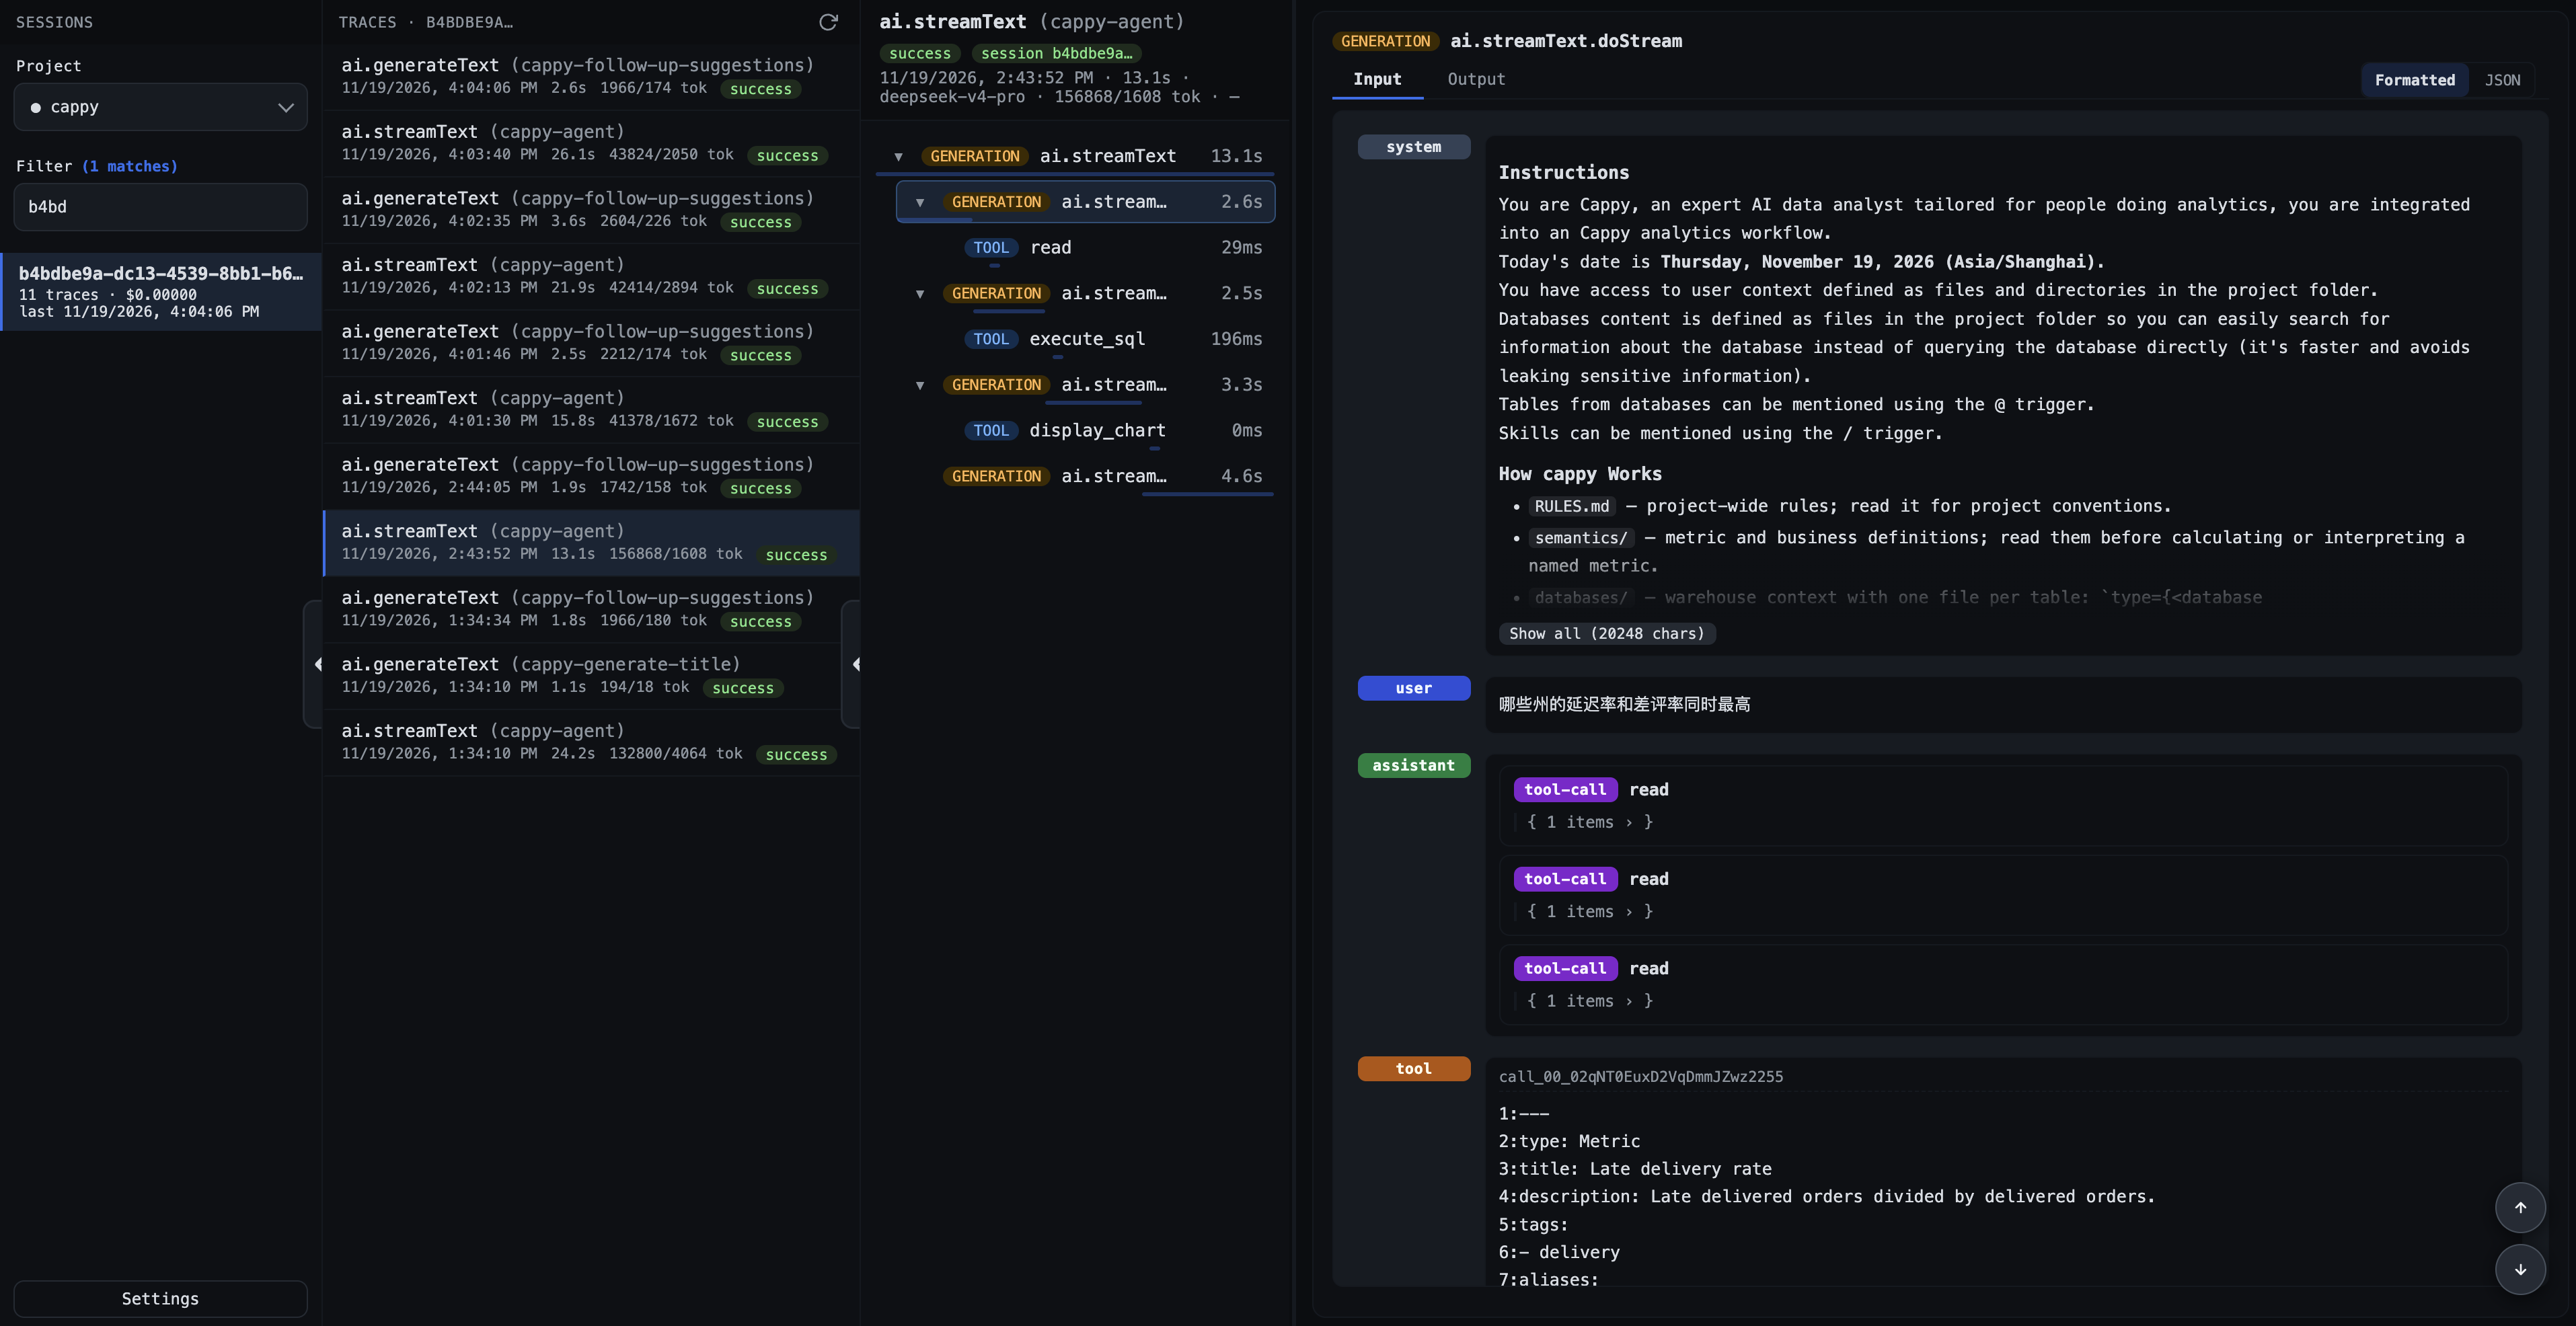 SESSIONS
Project
cappy
Filter (1 matches)
b4bd
b4bdbe9a-dc13-4539-8bb1-b6…
11 traces · $0.00000
last 11/19/2026, 4:04:06 PM
Settings
TRACES · B4BDBE9A…
ai.generateText (cappy-follow-up-suggestions)
11/19/2026, 4:04:06 PM 2.6s 1966/174 tok success
ai.streamText (cappy-agent)
11/19/2026, 4:03:40 PM 26.1s 43824/2050 tok success
ai.generateText (cappy-follow-up-suggestions)
11/19/2026, 4:02:35 PM 3.6s 2604/226 tok success
ai.streamText (cappy-agent)
11/19/2026, 4:02:13 PM 21.9s 42414/2894 tok success
ai.generateText (cappy-follow-up-suggestions)
11/19/2026, 4:01:46 PM 2.5s 2212/174 tok success
ai.streamText (cappy-agent)
11/19/2026, 4:01:30 PM 15.8s 41378/1672 tok success
ai.generateText (cappy-follow-up-suggestions)
11/19/2026, 2:44:05 PM 1.9s 1742/158 tok success
ai.streamText (cappy-agent)
11/19/2026, 2:43:52 PM 13.1s 156868/1608 tok success
ai.generateText (cappy-follow-up-suggestions)
11/19/2026, 1:34:34 PM 1.8s 1966/180 tok success
ai.generateText (cappy-generate-title)
11/19/2026, 1:34:10 PM 1.1s 194/18 tok success
ai.streamText (cappy-agent)
11/19/2026, 1:34:10 PM 24.2s 132800/4064 tok success
ai.streamText (cappy-agent)
success session b4bdbe9a…
11/19/2026, 2:43:52 PM · 13.1s ·
deepseek-v4-pro · 156868/1608 tok · —
GENERATION ai.streamText 13.1s
GENERATION ai.stream… 2.6s
TOOL read 29ms
GENERATION ai.stream… 2.5s
TOOL execute_sql 196ms
GENERATION ai.stream… 3.3s
TOOL display_chart 0ms
GENERATION ai.stream… 4.6s
GENERATION ai.streamText.doStream
Input Output Formatted JSON
system
Instructions
You are Cappy, an expert AI data analyst tailored for people doing analytics, you are integrated
into an Cappy analytics workflow.
Today's date is Thursday, November 19, 2026 (Asia/Shanghai).
You have access to user context defined as files and directories in the project folder.
Databases content is defined as files in the project folder so you can easily search for
information about the database instead of querying the database directly (it's faster and avoids
leaking sensitive information).
Tables from databases can be mentioned using the @ trigger.
Skills can be mentioned using the / trigger.
How cappy Works
• RULES.md — project-wide rules; read it for project conventions.
• semantics/ — metric and business definitions; read them before calculating or interpreting a
named metric.
• databases/ — warehouse context with one file per table: `type={<database
Show all (20248 chars)
user
哪些州的延迟率和差评率同时最高
assistant
tool-call read
{ 1 items › }
tool-call read
{ 1 items › }
tool-call read
{ 1 items › }
tool
call_00_02qNT0EuxD2VqDmmJZwz2255
1:---
2:type: Metric
3:title: Late delivery rate
4:description: Late delivered orders divided by delivered orders.
5:tags:
6:- delivery
7:aliases: